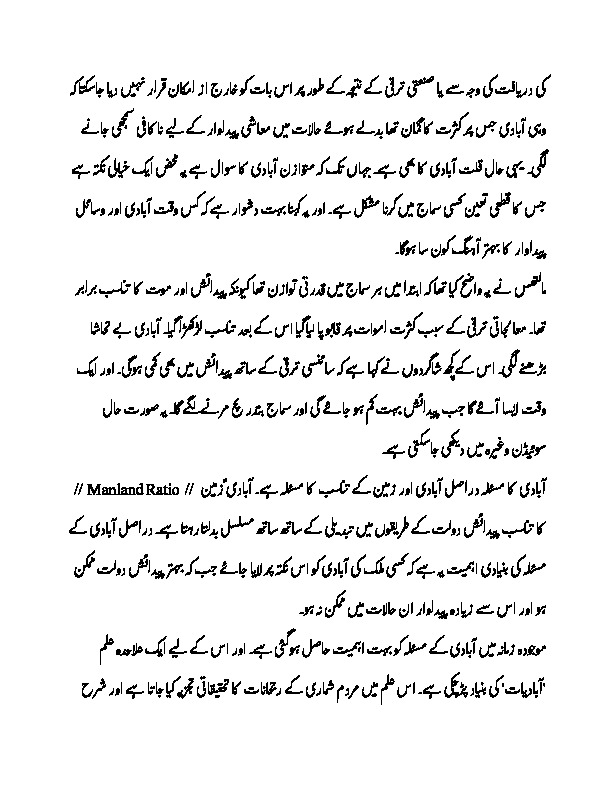 کی دریافت کی وجہ سے یا صنعتی ترقی کے نتیجہ کے طور پر اس بات کو خارج از امکان قرار نہیں دیا جاسکتا کہ
وہی آبادی جس پر کثرت کا گمان تھا بدلے ہوئے حالات میں معاشی پیداوار کے لیے ناکافی سمجھی جانے
لگی۔ یہی حال قلت آبادی کا بھی ہے۔ جہاں تک کہ متوازن آبادی کا سوال ہے یہ محض ایک خیالی نکتہ ہے
جس کا قطعی تعین کسی سماج میں کرنا مشکل ہے۔ اور یہ کہنا بہت دشوار ہے کہ کس وقت آبادی اور وسائل
پیداوار کا بہتر آہنگ کون سا ہوگا۔
مالتھس نے یہ واضح کیا تھا کہ ابتدا میں ہر سماج میں قدرتی توازن تھا کیونکہ پیدائش اور موت کا تناسب برابر
تھا۔ معالجاتی ترقی کے سبب کثرت اموات پر قابو پا لیا گیا اس کے بعد تناسب لڑکھڑا گیا۔ آبادی بے تحاشا
بڑھنے لگی۔ اس کے کچھ شاگردوں نے کہا ہے کہ سائنسی ترقی کے ساتھ پیدائش میں بھی کمی ہوگی۔ اور ایک
وقت ایسا آئے گا جب پیدائش بہت کم ہو جائے گی اور سماج بتدریج مرنے لگے گا۔ یہ صورت حال
سوئیڈن وغیرہ میں دیکھی جاسکتی ہے۔
آبادی کا مسئلہ دراصل آبادی اور زمین کے تناسب کا مسئلہ ہے۔ آبادی ُزمین // Manland Ratio //
کا تناسب پیدائش دولت کے طریقوں میں تبدیلی کے ساتھ ساتھ مسلسل بدلتا رہتا ہے۔ دراصل آبادی کے
مسئلہ کی بنیادی اہمیت یہ ہے کہ کسی ملک کی آبادی کو اس نکتہ پر لایا جائے جب کہ بہتر پیدائش دولت ممکن
ہو اور اس سے زیادہ پیداوار ان حالات میں ممکن نہ ہو۔
موجودہ زمانہ میں آبادی کے مسئلہ کو بہت اہمیت حاصل ہوگئی ہے۔ اور اس کے لیے ایک علاحدہ علم
'آبادیات' کی بنیاد پڑچکی ہے۔ اس علم میں مردم شماری کے رجحانات کا تحقیقاتی تجزیہ کیا جاتا ہے اور شرح